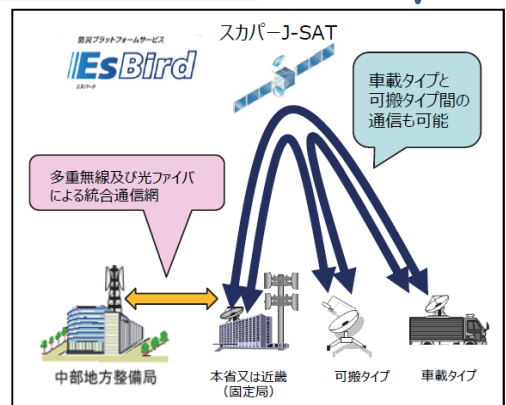 防災プラットフォームサービス
EsBird
エスバード
スカパーJ-SAT
車載タイプと
可搬タイプ間の
通信も可能
多重無線及び光ファイバ
による統合通信網
中部地方整備局
本省又は近畿
（固定局）
可搬タイプ
車載タイプ